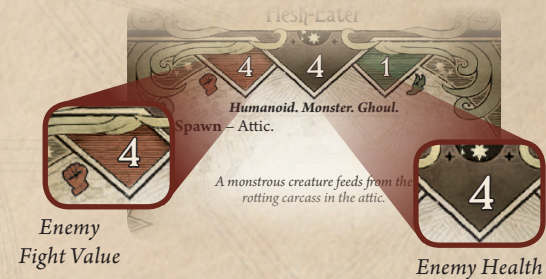 Flesh-Eater
4 4 1
Humanoid. Monster. Ghoul.
Spawn – Attic.
4
A monstrous creature feeds from the
rotting carcass in the attic.
4
Enemy
Fight Value
Enemy Health